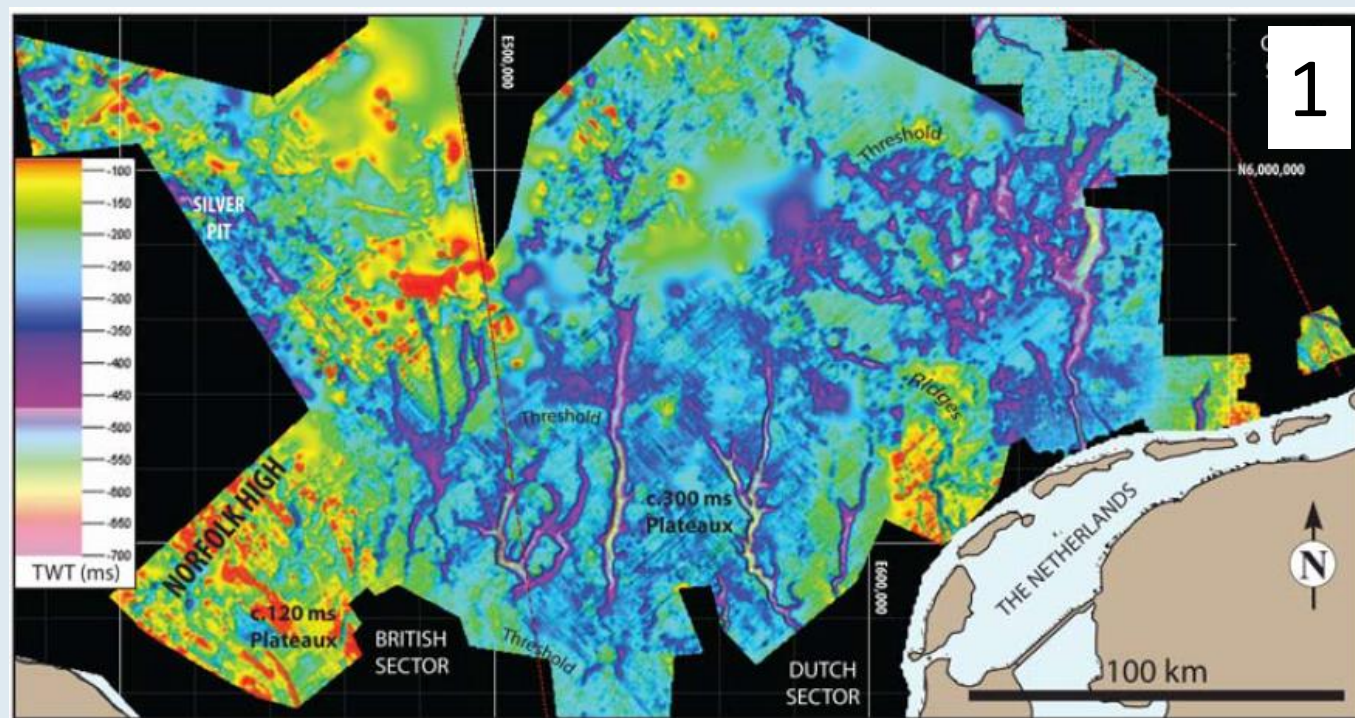 1
E500,000
Threshold
N6,000,000
SILVER
PIT
-100
-150
-200
-250
-300
-350
-400
-450
-500
-550
-600
-650
-700
TWT (ms)
Threshold
Ridges
NORFOLK HIGH
c.300 ms
Plateaux
c.120 ms
Plateaux
BRITISH
SECTOR
Threshold
E600,000
DUTCH
SECTOR
THE NETHERLANDS
N
100 km